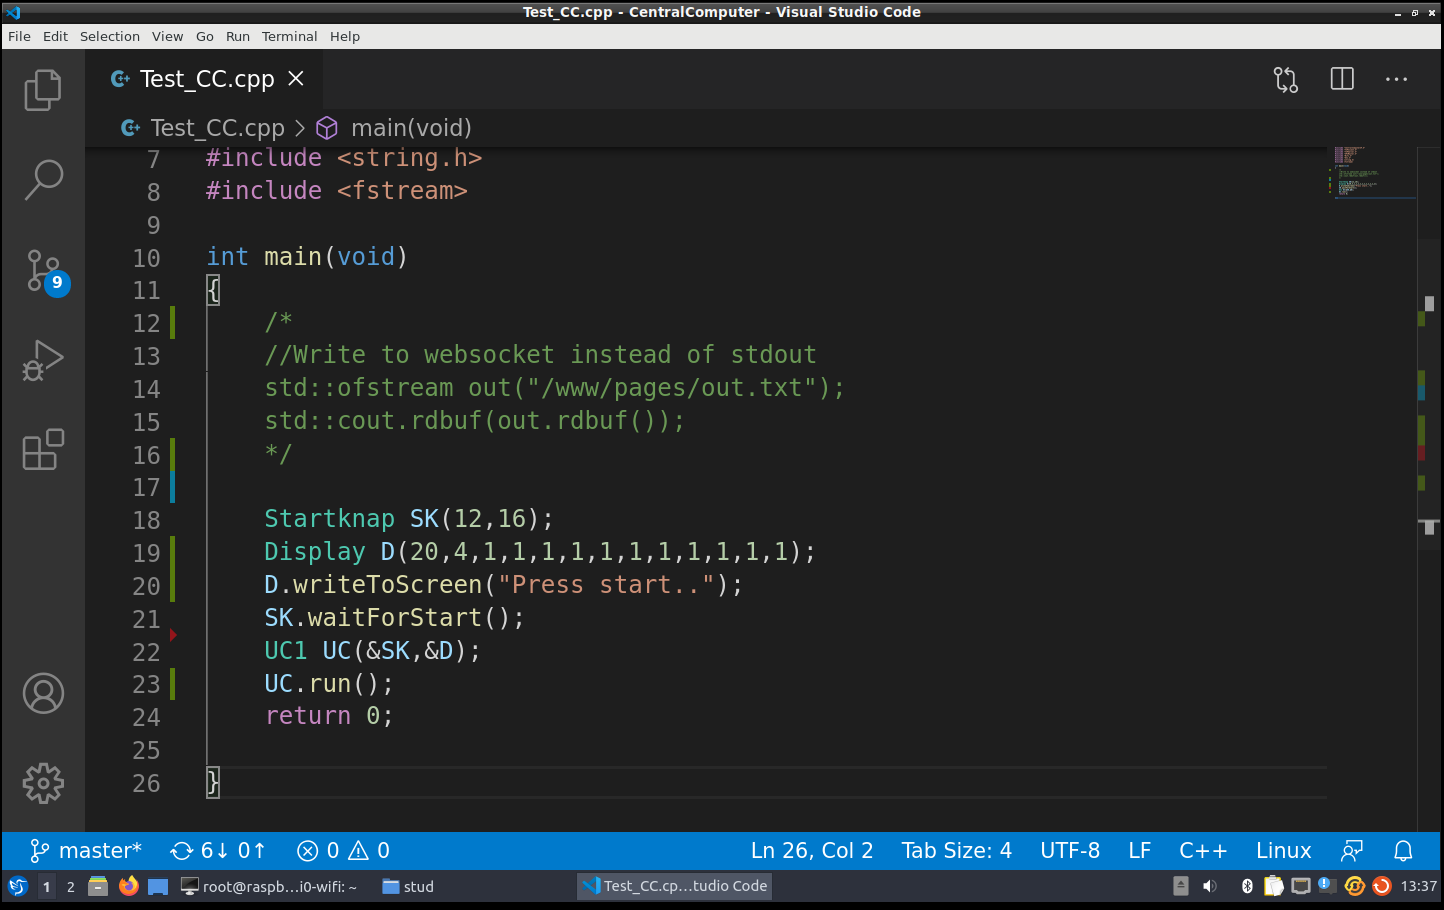 Test_CC.cpp - CentralComputer - Visual Studio Code
File Edit Selection View Go Run Terminal Help
Test_CC.cpp
Test_CC.cpp > main(void)
7 #include <string.h>
8 #include <fstream>
9
10 int main(void)
11 {
12 /*
13 //Write to websocket instead of stdout
14 std::ofstream out("/www/pages/out.txt");
15 std::cout.rdbuf(out.rdbuf());
16 */
17
18 Startknap SK(12,16);
19 Display D(20,4,1,1,1,1,1,1,1,1,1,1,1);
20 D.writeToScreen("Press start..");
21 SK.waitForStart();
22 UC1 UC(&SK,&D);
23 UC.run();
24 return 0;
25
26 }
9
master* 6↓ 0↑ 0 0 Ln 26, Col 2 Tab Size: 4 UTF-8 LF C++ Linux
1 2 root@raspb...i0-wifi: ~ stud Test_CC.cp...tudio Code 13:37